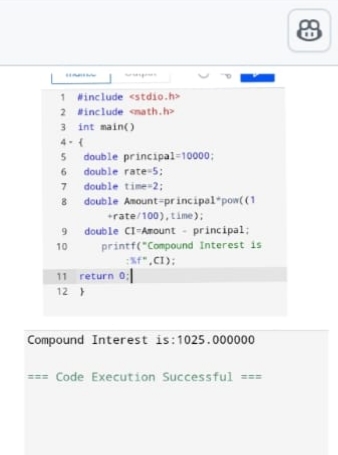 1 #include <stdio.h>
2 #include <math.h>
3 int main()
4 {
5 double principal=10000;
6 double rate=5;
7 double time=2;
8 double Amount=principal*pow((1
+rate/100),time);
9 double CI=Amount - principal;
10 printf("Compound Interest is
:%f",CI);
11 return 0;
12 }
Compound Interest is:1025.000000
=== Code Execution Successful ===